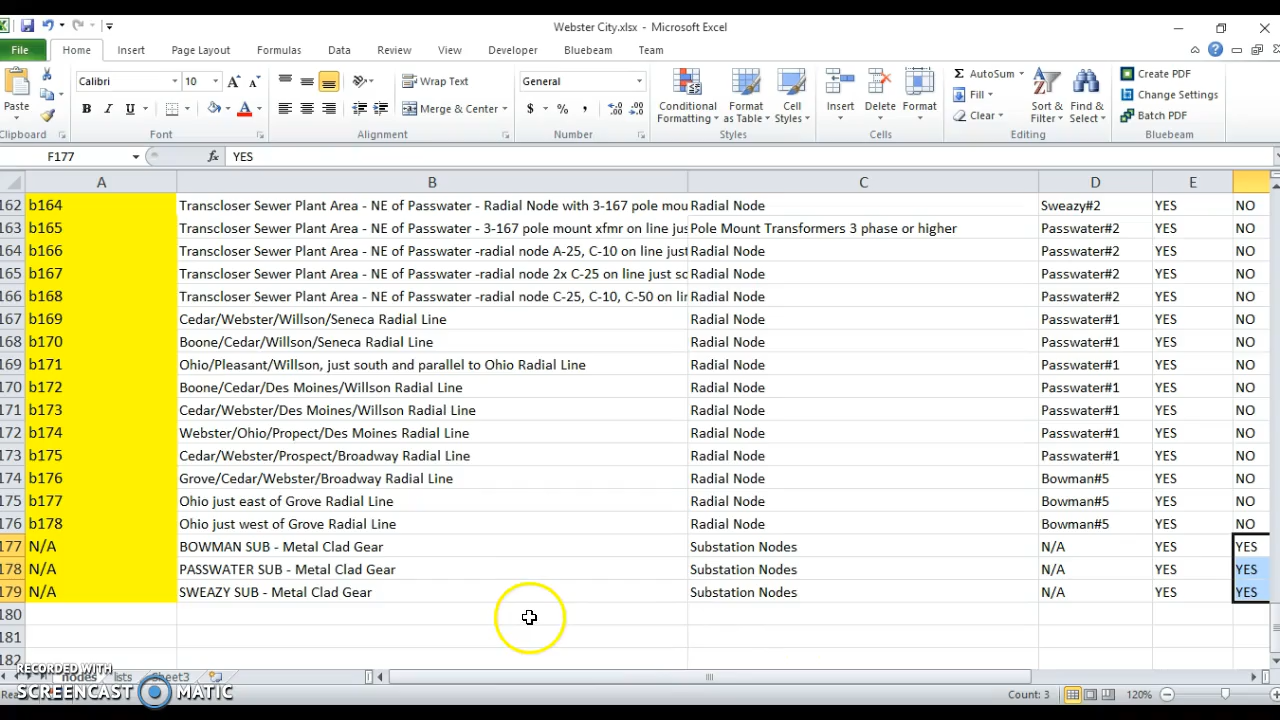 Webster City.xlsx - Microsoft Excel
File Home Insert Page Layout Formulas Data Review View Developer Bluebeam Team
Calibri 10 A A Wrap Text General AutoSum Create PDF
Paste B I U A Merge & Center $ % , Conditional Formatting Format as Table Cell Styles Insert Delete Format Fill Clear Sort & Filter Find & Select Change Settings Batch PDF
Clipboard Font Alignment Number Styles Cells Editing Bluebeam
F177 fx YES
A B C D E
162 b164 Transcloser Sewer Plant Area - NE of Passwater - Radial Node with 3-167 pole mou Radial Node Sweazy#2 YES NO
163 b165 Transcloser Sewer Plant Area - NE of Passwater - 3-167 pole mount xfmr on line jus Pole Mount Transformers 3 phase or higher Passwater#2 YES NO
164 b166 Transcloser Sewer Plant Area - NE of Passwater -radial node A-25, C-10 on line just Radial Node Passwater#2 YES NO
165 b167 Transcloser Sewer Plant Area - NE of Passwater -radial node 2x C-25 on line just so Radial Node Passwater#2 YES NO
166 b168 Transcloser Sewer Plant Area - NE of Passwater -radial node C-25, C-10, C-50 on lin Radial Node Passwater#2 YES NO
167 b169 Cedar/Webster/Willson/Seneca Radial Line Radial Node Passwater#1 YES NO
168 b170 Boone/Cedar/Willson/Seneca Radial Line Radial Node Passwater#1 YES NO
169 b171 Ohio/Pleasant/Willson, just south and parallel to Ohio Radial Line Radial Node Passwater#1 YES NO
170 b172 Boone/Cedar/Des Moines/Willson Radial Line Radial Node Passwater#1 YES NO
171 b173 Cedar/Webster/Des Moines/Willson Radial Line Radial Node Passwater#1 YES NO
172 b174 Webster/Ohio/Propect/Des Moines Radial Line Radial Node Passwater#1 YES NO
173 b175 Cedar/Webster/Prospect/Broadway Radial Line Radial Node Passwater#1 YES NO
174 b176 Grove/Cedar/Webster/Broadway Radial Line Radial Node Bowman#5 YES NO
175 b177 Ohio just east of Grove Radial Line Radial Node Bowman#5 YES NO
176 b178 Ohio just west of Grove Radial Line Radial Node Bowman#5 YES NO
177 N/A BOWMAN SUB - Metal Clad Gear Substation Nodes N/A YES YES
178 N/A PASSWATER SUB - Metal Clad Gear Substation Nodes N/A YES YES
179 N/A SWEAZY SUB - Metal Clad Gear Substation Nodes N/A YES YES
180
181
182
RECORDED WITH
nodes lists Sheet3
SCREENCAST MATIC Count: 3 120%